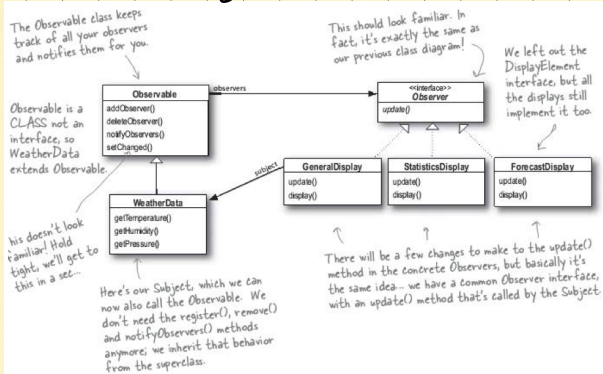 The Observable class keeps
track of all your observers
and notifies them for you.
This should look familiar. In
fact, it's exactly the same as
our previous class diagram!
We left out the
DisplayElement
interface, but all
the displays still
implement it too.
Observable is a
CLASS not an
interface, so
WeatherData
extends Observable.
Observable
addObserver()
deleteObserver()
notifyObservers()
setChanged()
observers
<<interface>>
Observer
update()
subject
GeneralDisplay
update()
display()
StatisticsDisplay
update()
display()
ForecastDisplay
update()
display()
WeatherData
getTemperature()
getHumidity()
getPressure()
his doesn't look
familiar! Hold
tight, we'll get to
this in a sec...
Here's our Subject, which we can
now also call the Observable. We
don't need the register(), remove()
and notifyObservers() methods
anymore; we inherit that behavior
from the superclass.
There will be a few changes to make to the update()
method in the concrete Observers, but basically it's
the same idea... we have a common Observer interface,
with an update() method that's called by the Subject